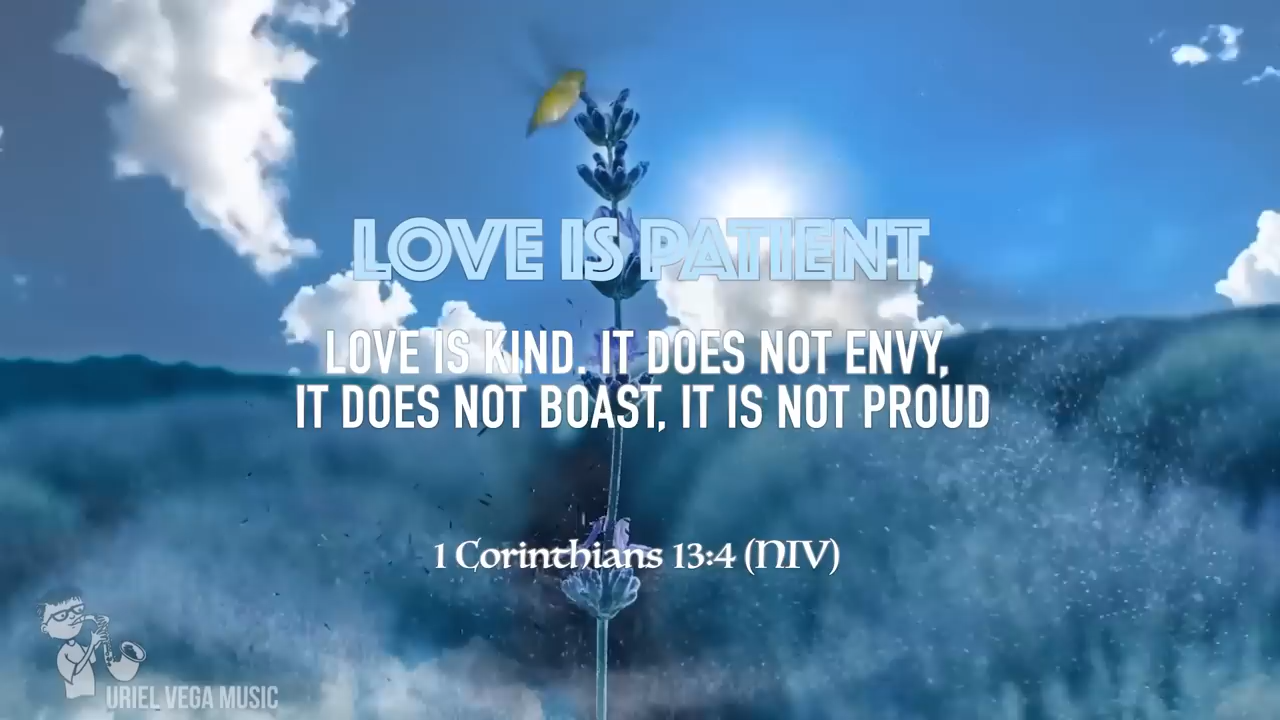 LOVE IS PATIENT
LOVE IS KIND. IT DOES NOT ENVY,
IT DOES NOT BOAST, IT IS NOT PROUD
1 Corinthians 13:4 (NIV)
URIEL VEGA MUSIC